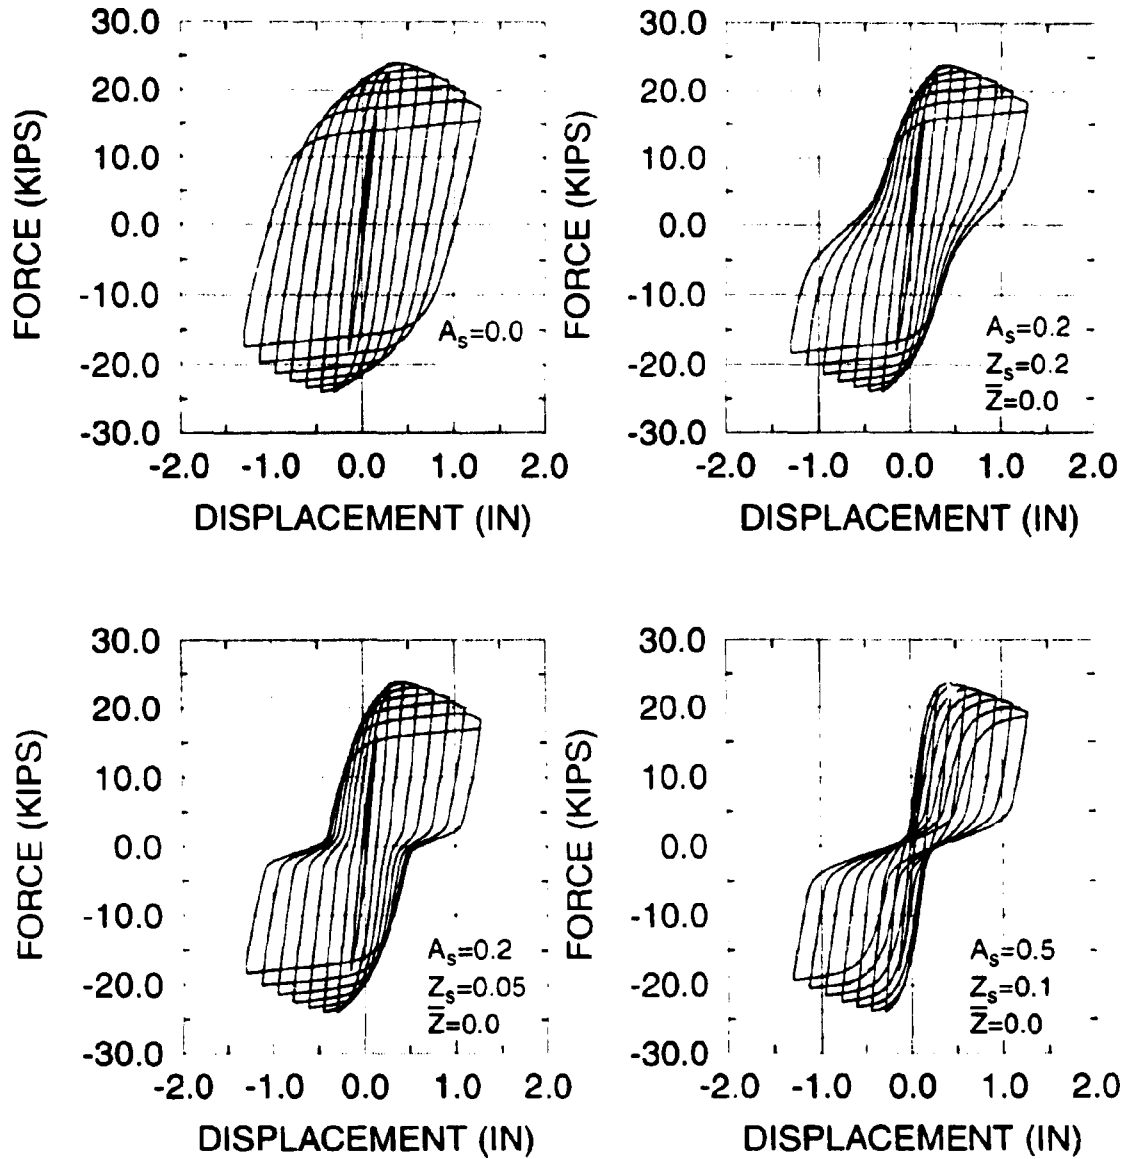 30.0
20.0
10.0
0.0
-10.0
-20.0
-30.0
FORCE (KIPS)
-2.0 -1.0 0.0 1.0 2.0
DISPLACEMENT (IN)
A_s=0.0
30.0
20.0
10.0
0.0
-10.0
-20.0
-30.0
FORCE (KIPS)
-2.0 -1.0 0.0 1.0 2.0
DISPLACEMENT (IN)
A_s=0.2
Z_s=0.2
Z̅=0.0
30.0
20.0
10.0
0.0
-10.0
-20.0
-30.0
FORCE (KIPS)
-2.0 -1.0 0.0 1.0 2.0
DISPLACEMENT (IN)
A_s=0.2
Z_s=0.05
Z̅=0.0
30.0
20.0
10.0
0.0
-10.0
-20.0
-30.0
FORCE (KIPS)
-2.0 -1.0 0.0 1.0 2.0
DISPLACEMENT (IN)
A_s=0.5
Z_s=0.1
Z̅=0.0